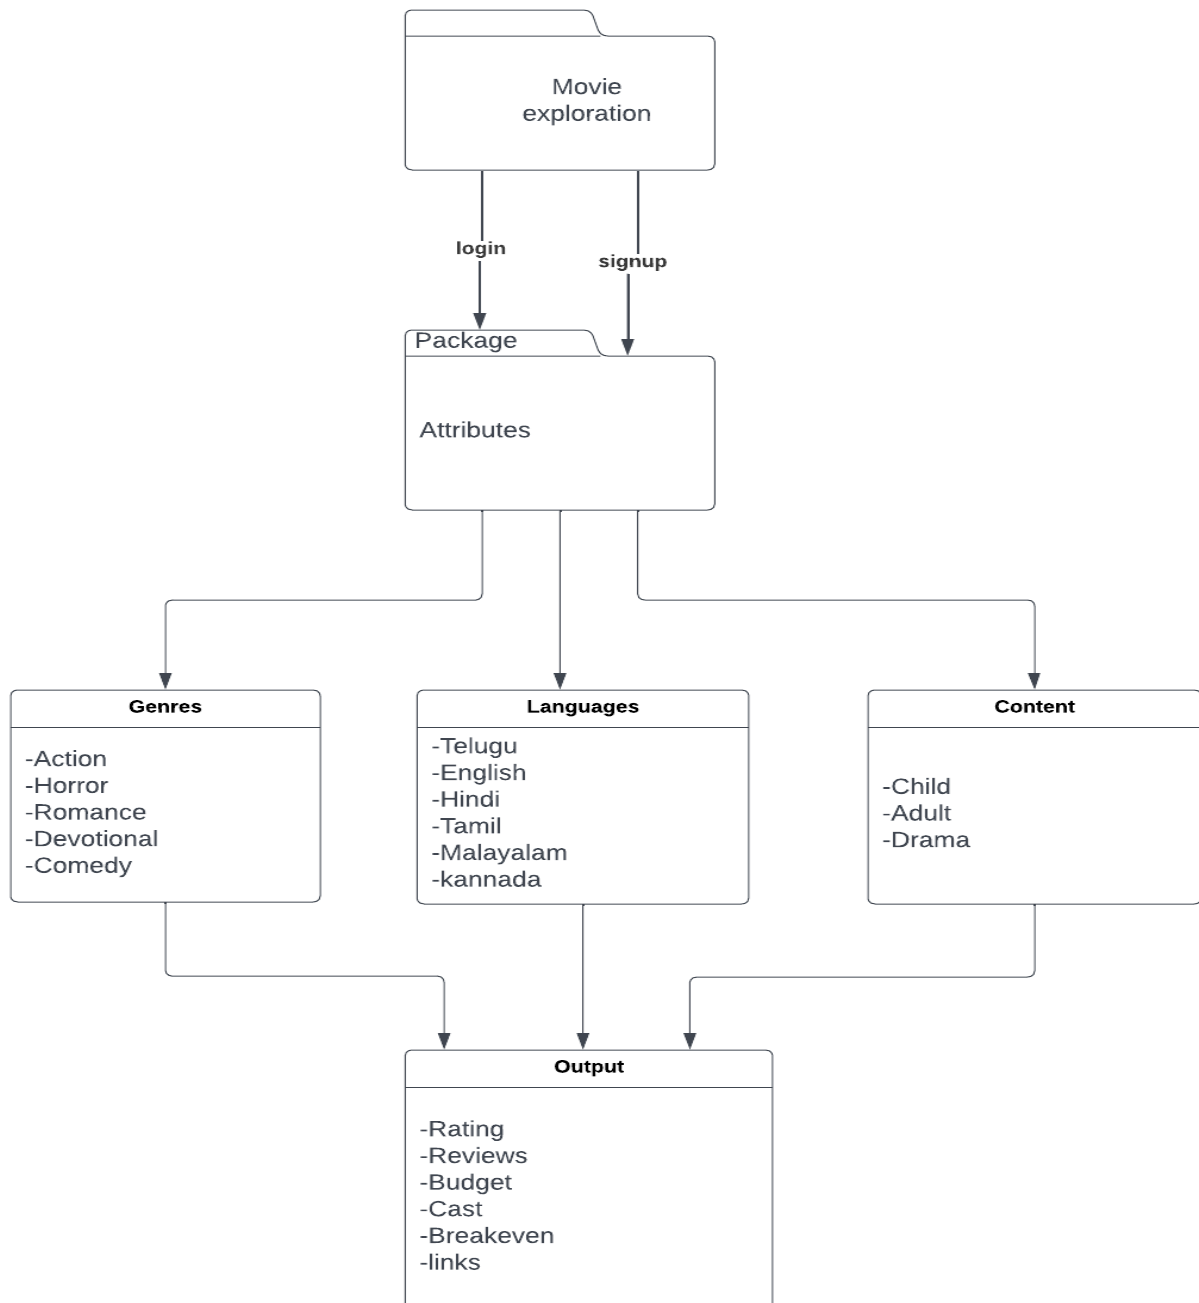 Movie
exploration
login
signup
Package
Attributes
Genres
-Action
-Horror
-Romance
-Devotional
-Comedy
Languages
-Telugu
-English
-Hindi
-Tamil
-Malayalam
-kannada
Content
-Child
-Adult
-Drama
Output
-Rating
-Reviews
-Budget
-Cast
-Breakeven
-links